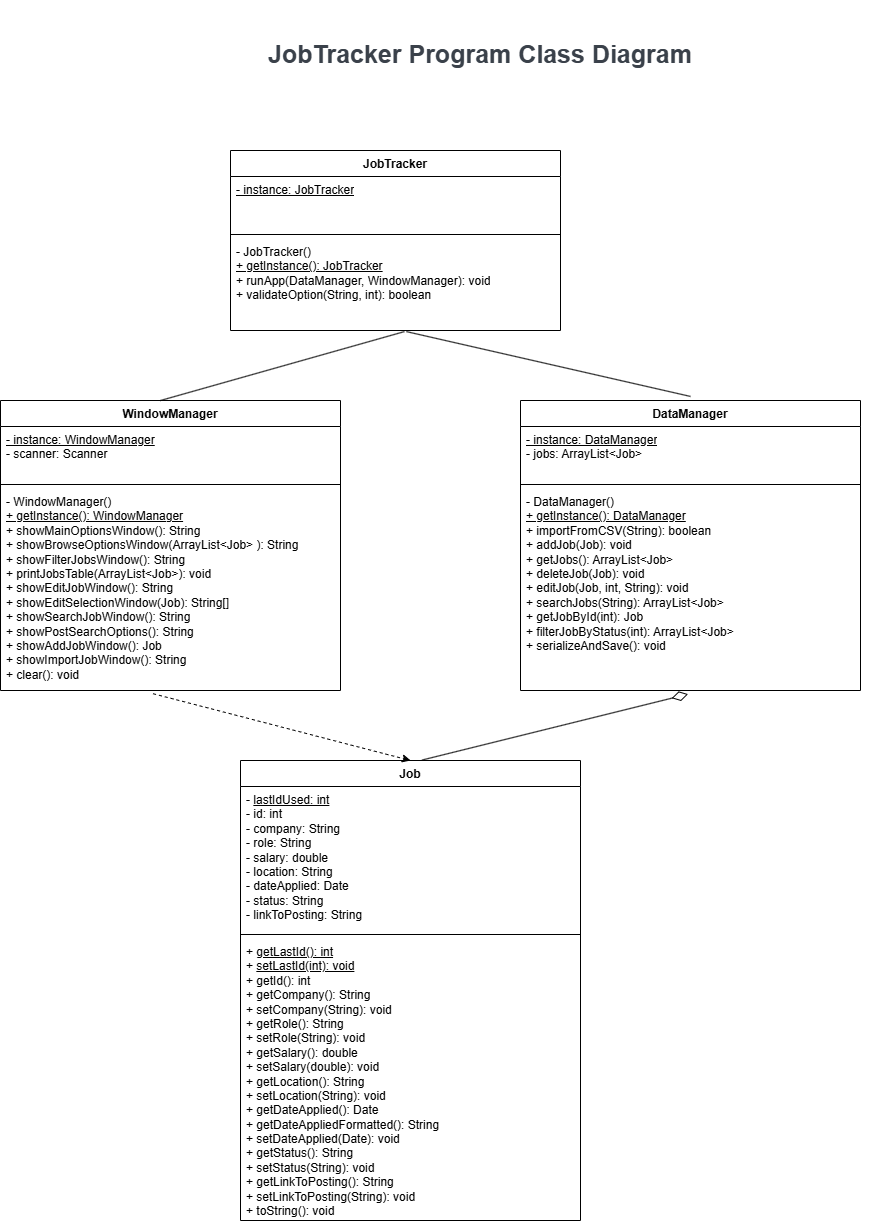 JobTracker Program Class Diagram
JobTracker
- instance: JobTracker
- JobTracker()
+ getInstance(): JobTracker
+ runApp(DataManager, WindowManager): void
+ validateOption(String, int): boolean
WindowManager
- instance: WindowManager
- scanner: Scanner
- WindowManager()
+ getInstance(): WindowManager
+ showMainOptionsWindow(): String
+ showBrowseOptionsWindow(ArrayList<Job> ): String
+ showFilterJobsWindow(): String
+ printJobsTable(ArrayList<Job>): void
+ showEditJobWindow(): String
+ showEditSelectionWindow(Job): String[]
+ showSearchJobWindow(): String
+ showPostSearchOptions(): String
+ showAddJobWindow(): Job
+ showImportJobWindow(): String
+ clear(): void
DataManager
- instance: DataManager
- jobs: ArrayList<Job>
- DataManager()
+ getInstance(): DataManager
+ importFromCSV(String): boolean
+ addJob(Job): void
+ getJobs(): ArrayList<Job>
+ deleteJob(Job): void
+ editJob(Job, int, String): void
+ searchJobs(String): ArrayList<Job>
+ getJobById(int): Job
+ filterJobByStatus(int): ArrayList<Job>
+ serializeAndSave(): void
Job
- lastIdUsed: int
- id: int
- company: String
- role: String
- salary: double
- location: String
- dateApplied: Date
- status: String
- linkToPosting: String
+ getLastId(): int
+ setLastId(int): void
+ getId(): int
+ getCompany(): String
+ setCompany(String): void
+ getRole(): String
+ setRole(String): void
+ getSalary(): double
+ setSalary(double): void
+ getLocation(): String
+ setLocation(String): void
+ getDateApplied(): Date
+ getDateAppliedFormatted(): String
+ setDateApplied(Date): void
+ getStatus(): String
+ setStatus(String): void
+ getLinkToPosting(): String
+ setLinkToPosting(String): void
+ toString(): void